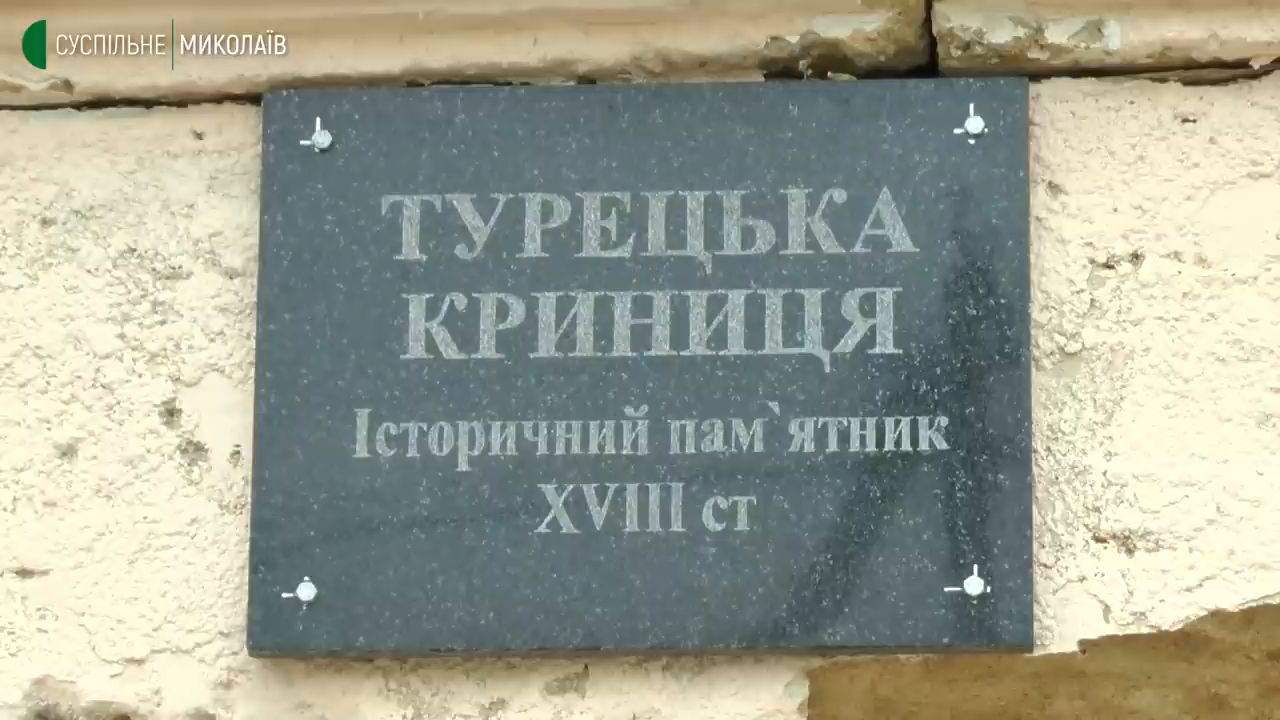 СУСПІЛЬНЕ МИКОЛАЇВ
ТУРЕЦЬКА
КРИНИЦЯ
Історичний пам`ятник
XVIII ст